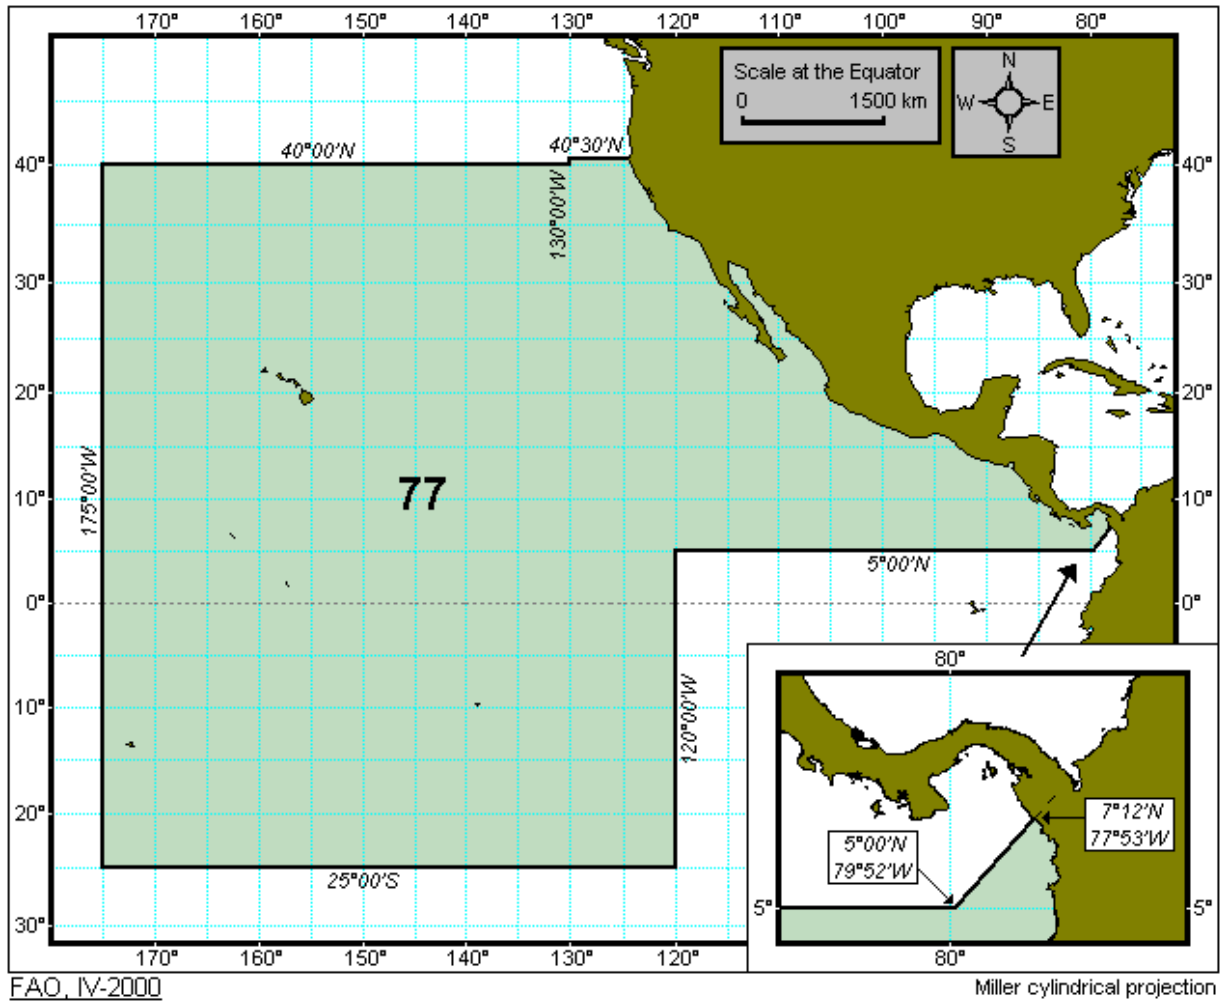 170° 160° 150° 140° 130° 120° 110° 100° 90° 80°
Scale at the Equator
0 1500 km
N
W E
S
40°00'N
40°30'N
40° 40°
130°00'W
30° 30°
20° 20°
175°00'W
77
10° 10°
5°00'N
0° 0°
80°
120°00'W
10°
7°12'N
77°53'W
5°00'N
79°52'W
20°
25°00'S
5° 5°
30°
80°
170° 160° 150° 140° 130° 120°
FAO, IV-2000
Miller cylindrical projection